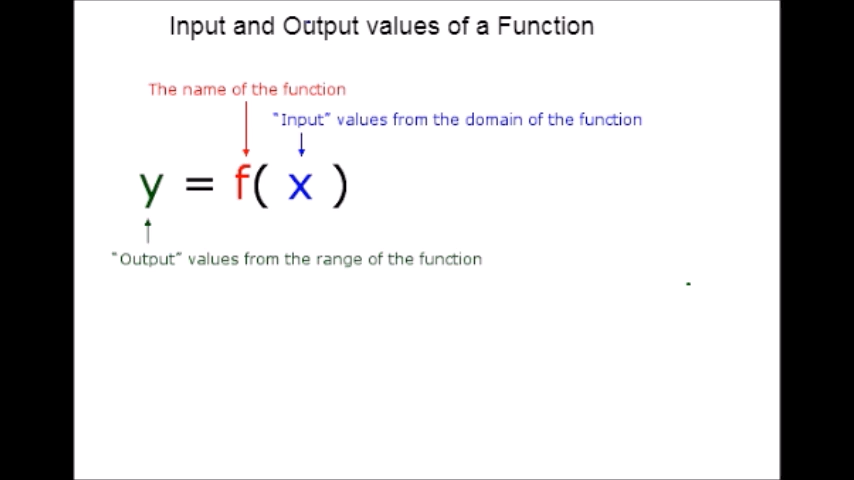 Input and Output values of a Function
The name of the function
"Input" values from the domain of the function
y = f( x )
"Output" values from the range of the function